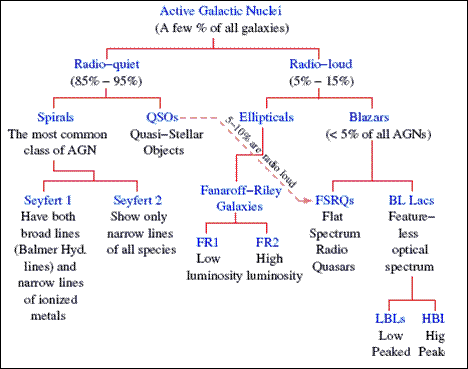 Active Galactic Nuclei
(A few % of all galaxies)
Radio-quiet
(85% - 95%)
Radio-loud
(5% - 15%)
Spirals
The most common
class of AGN
QSOs
Quasi-Stellar
Objects
5-10% are radio loud
Ellipticals
Blazars
(< 5% of all AGNs)
Seyfert 1
Have both
broad lines
(Balmer Hyd.
lines) and
narrow lines
of ionized
metals
Seyfert 2
Show only
narrow lines
of all species
Fanaroff-Riley
Galaxies
FR1
Low
luminosity
FR2
High
luminosity
FSRQs
Flat
Spectrum
Radio
Quasars
BL Lacs
Feature-
less
optical
spectrum
LBLs
Low
Peaked
HBL
Hig
Peake